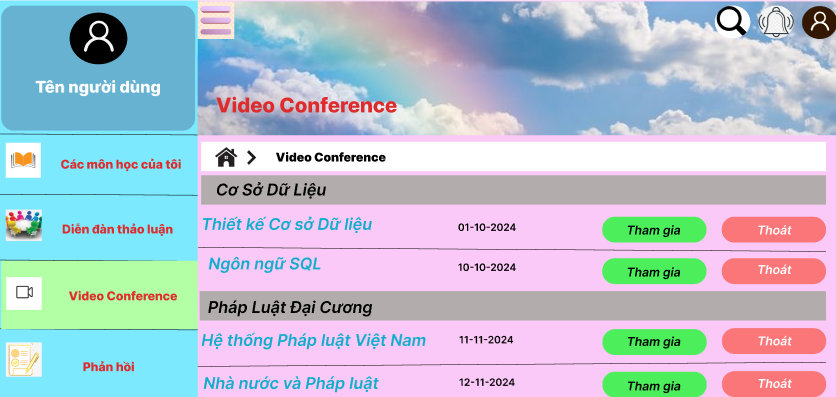 Tên người dùng
Video Conference
Các môn học của tôi
Diễn đàn thảo luận
Video Conference
Phản hồi
Video Conference
Cơ Sở Dữ Liệu
Thiết kế Cơ sở Dữ liệu 01-10-2024 Tham gia Thoát
Ngôn ngữ SQL 10-10-2024 Tham gia Thoát
Pháp Luật Đại Cương
Hệ thống Pháp luật Việt Nam 11-11-2024 Tham gia Thoát
Nhà nước và Pháp luật 12-11-2024 Tham gia Thoát